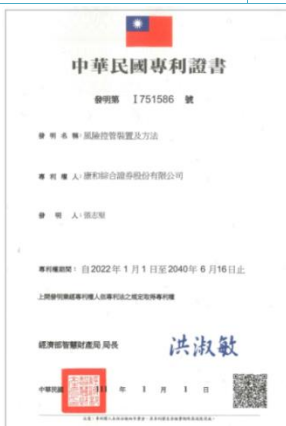 中華民國專利證書
發明第 I751586 號
發 明 名 稱：風險控管裝置及方法
專 利 權 人：康和綜合證券份有限公司
發 明 人：張志堅
專利權期間：自2022年1月1日至2040年6月16日止
上開發明業經專利權人依專利法之規定取得專利權
經濟部智慧財產局 局長 洪淑敏
中華民國 111 年 1 月 1 日